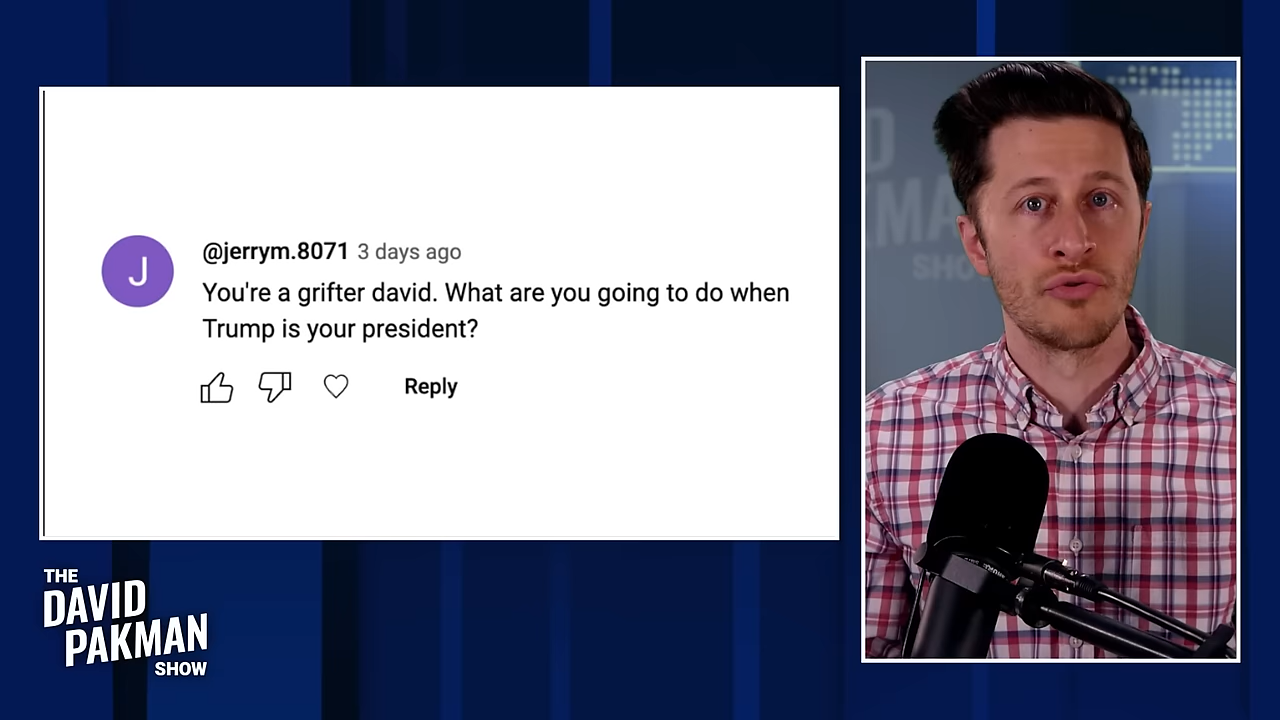 @jerrym.8071 3 days ago
You're a grifter david. What are you going to do when
Trump is your president?
Reply
J
THE
DAVID
PAKMAN
SHOW